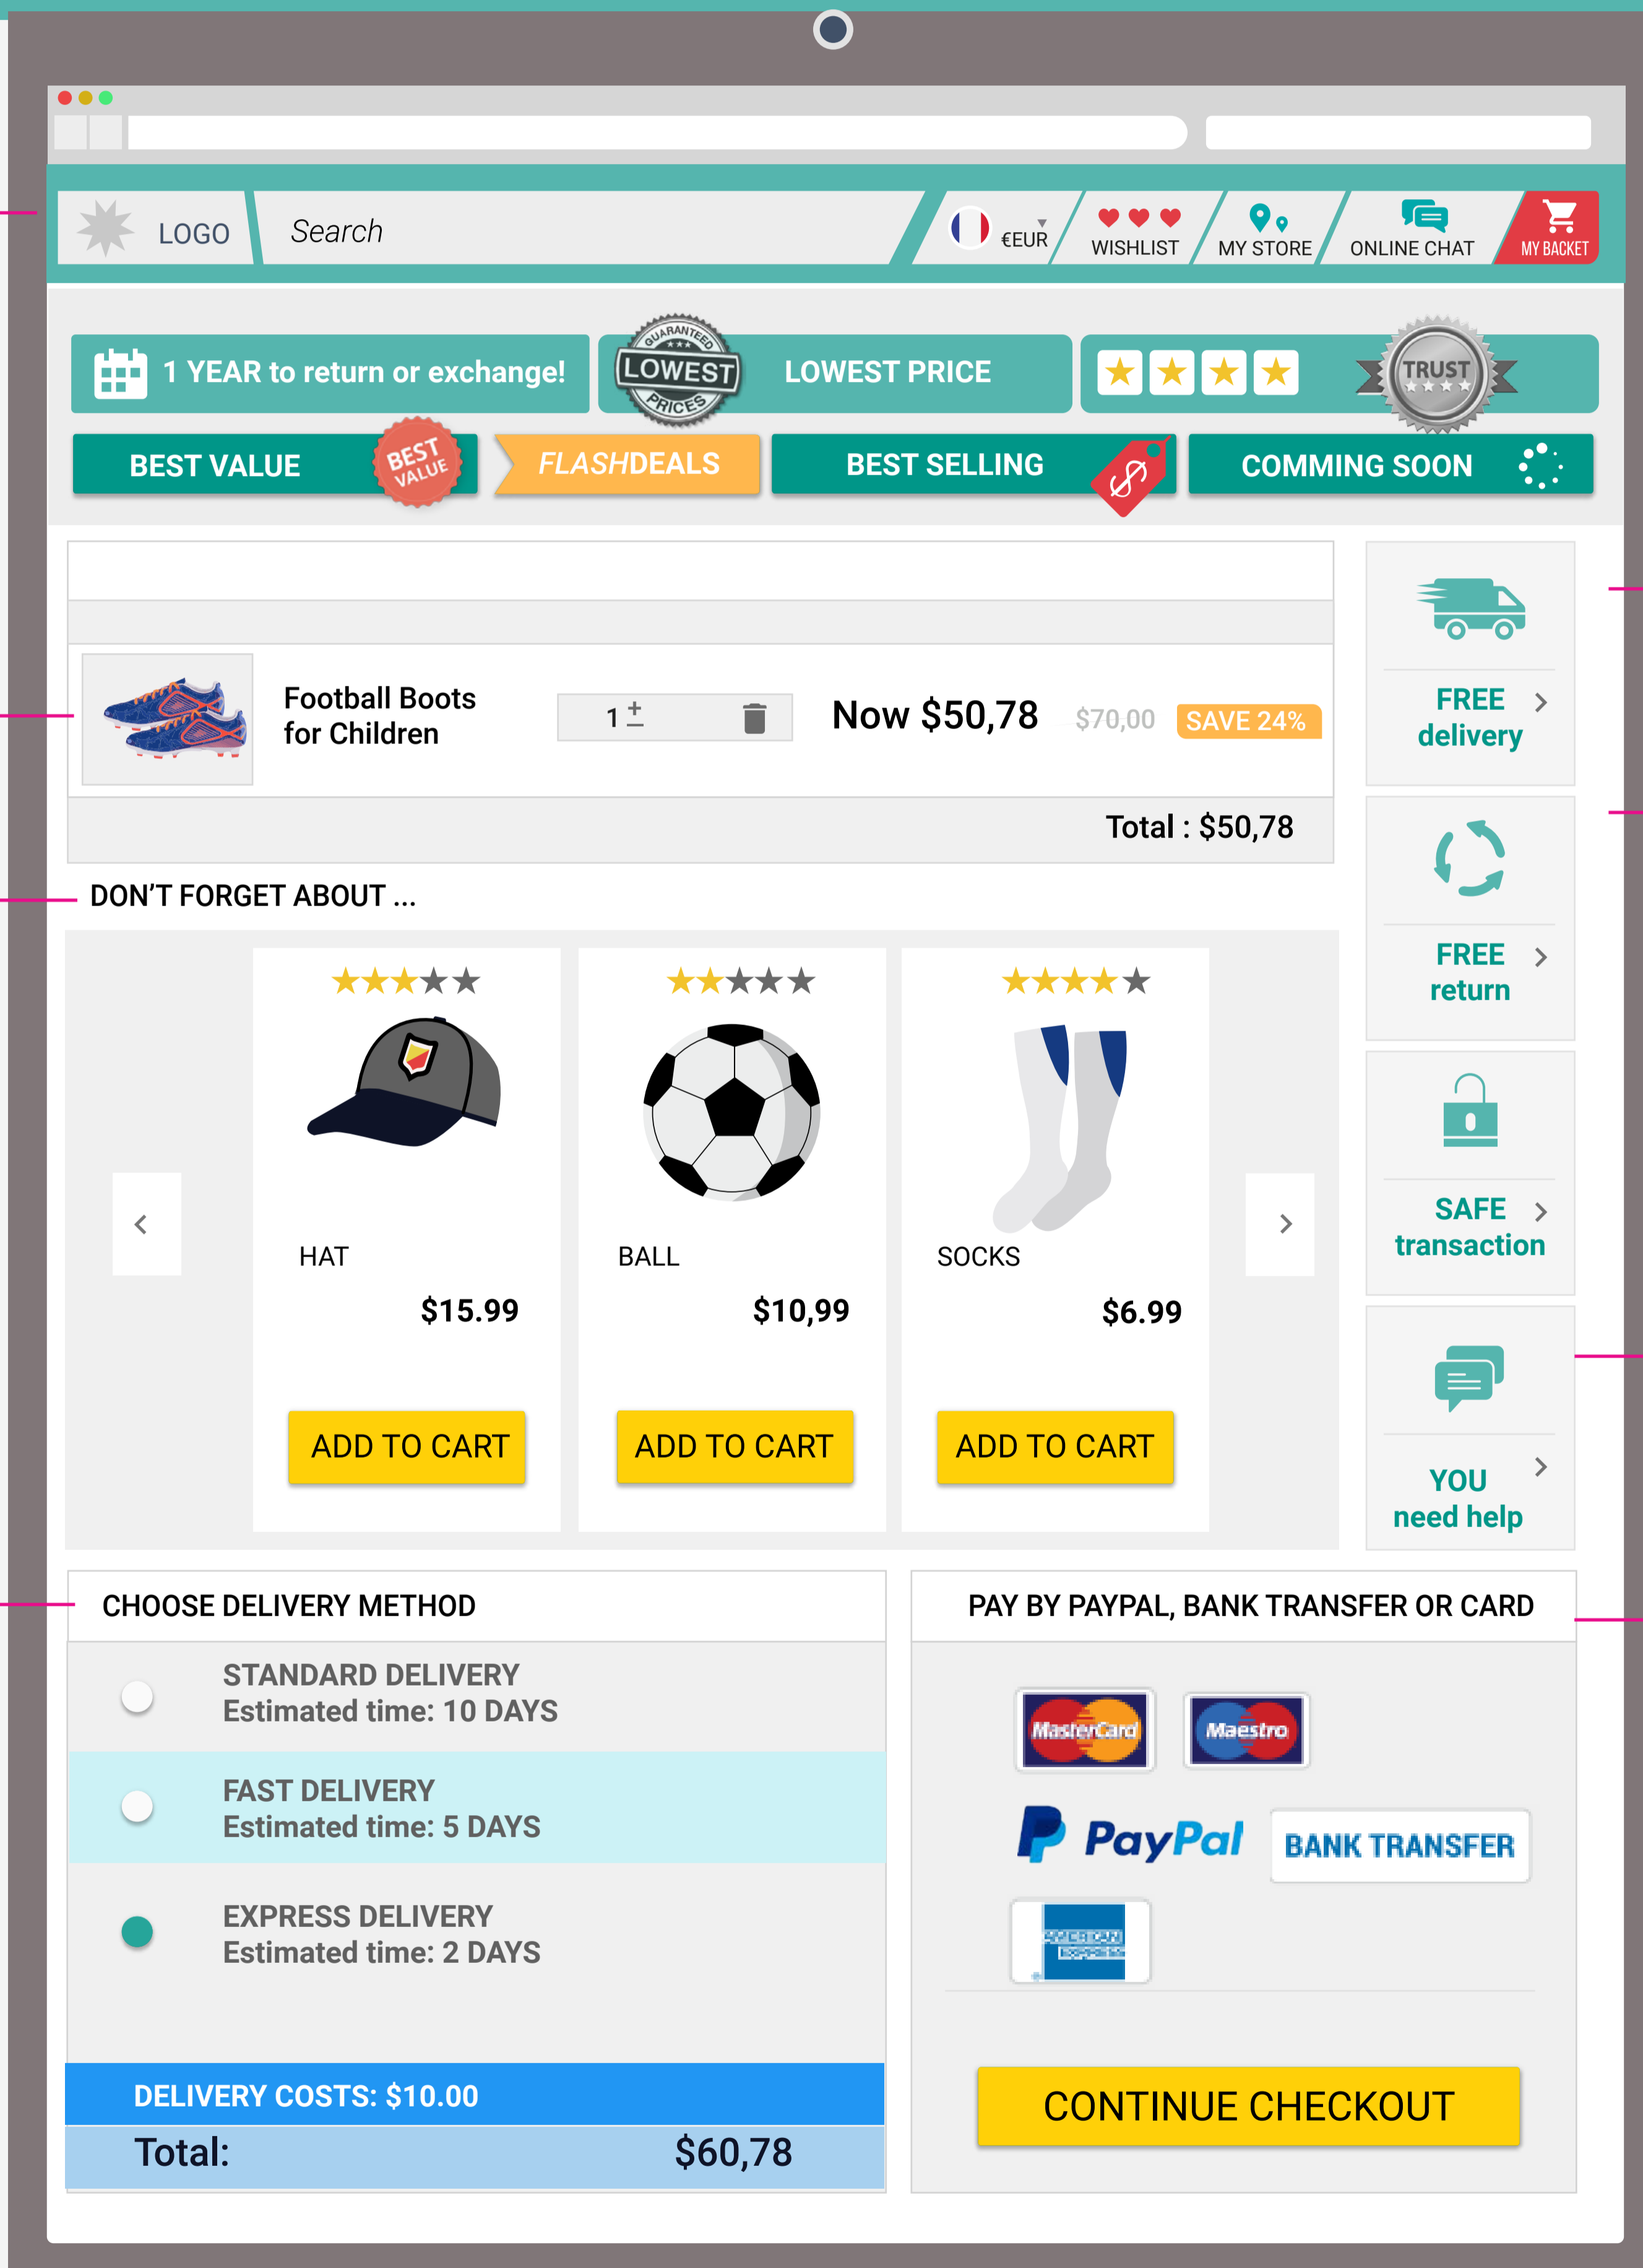 LOGO
Search
€EUR
WISHLIST
MY STORE
ONLINE CHAT
MY BACKET
1 YEAR to return or exchange!
GUARANTEED
LOWEST
PRICES
LOWEST PRICE
TRUST
BEST VALUE
BEST
VALUE
FLASHDEALS
BEST SELLING
$
COMMING SOON
Football Boots
for Children
1 + −
Now $50,78
$70,00
SAVE 24%
Total : $50,78
FREE
delivery
FREE
return
SAFE
transaction
YOU
need help
DON'T FORGET ABOUT ...
HAT
$15.99
ADD TO CART
BALL
$10,99
ADD TO CART
SOCKS
$6.99
ADD TO CART
CHOOSE DELIVERY METHOD
STANDARD DELIVERY
Estimated time: 10 DAYS
FAST DELIVERY
Estimated time: 5 DAYS
EXPRESS DELIVERY
Estimated time: 2 DAYS
DELIVERY COSTS: $10.00
Total: $60,78
PAY BY PAYPAL, BANK TRANSFER OR CARD
MasterCard
Maestro
PayPal
BANK TRANSFER
AMERICAN
EXPRESS
CONTINUE CHECKOUT